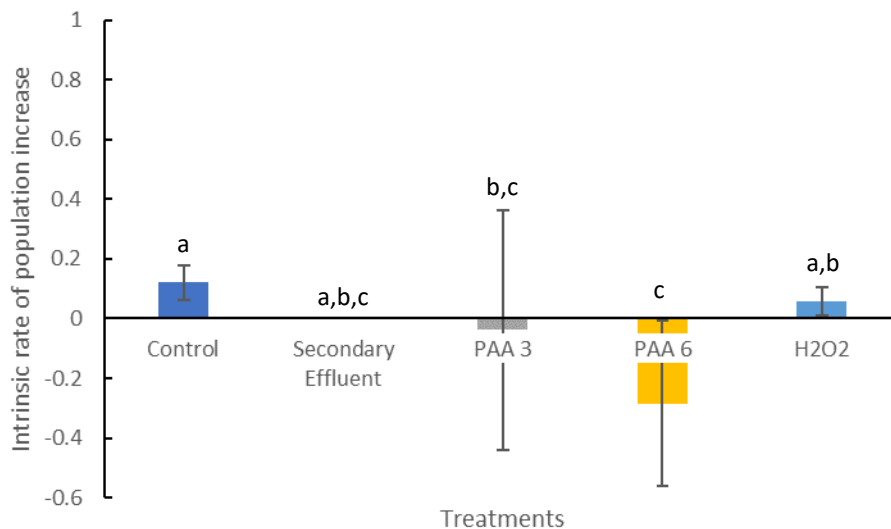 Intrinsic rate of population increase
1
0.8
0.6
0.4
0.2
0
-0.2
-0.4
-0.6
a
a,b,c
b,c
c
a,b
Control
Secondary
Effluent
PAA 3
PAA 6
H2O2
Treatments